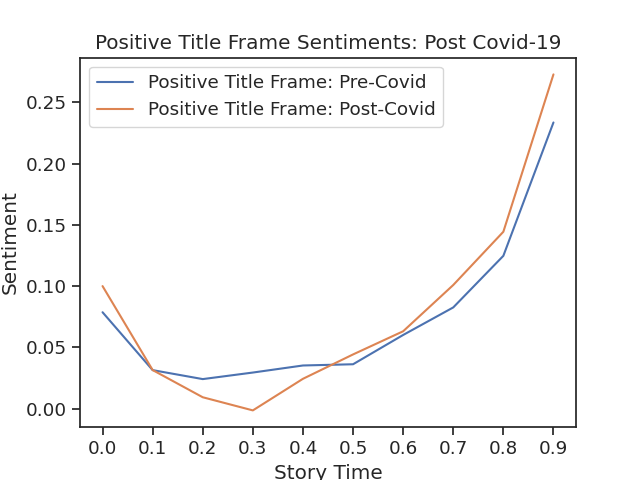 Positive Title Frame Sentiments: Post Covid-19
Positive Title Frame: Pre-Covid
Positive Title Frame: Post-Covid
Sentiment
0.25
0.20
0.15
0.10
0.05
0.00
0.0 0.1 0.2 0.3 0.4 0.5 0.6 0.7 0.8 0.9
Story Time